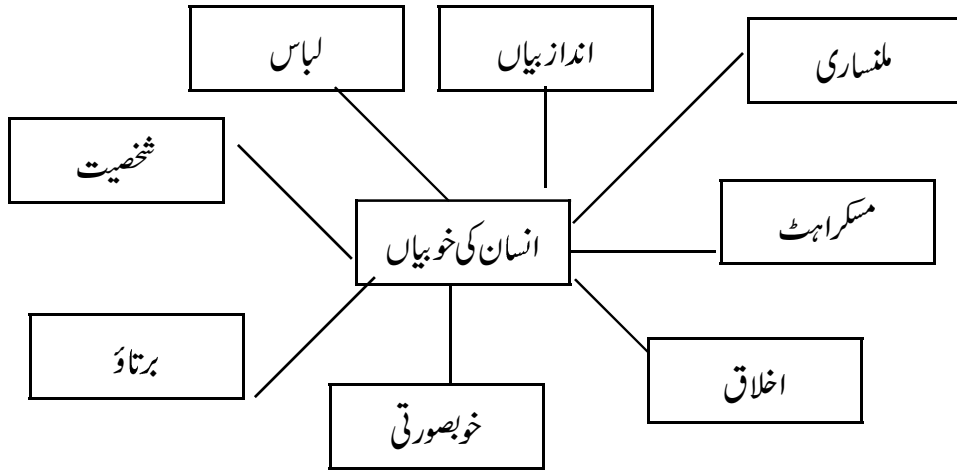 انداز بیاں
لباس
ملنساری
شخصیت
مسکراہٹ
انسان کی خوبیاں
برتاؤ
اخلاق
خوبصورتی